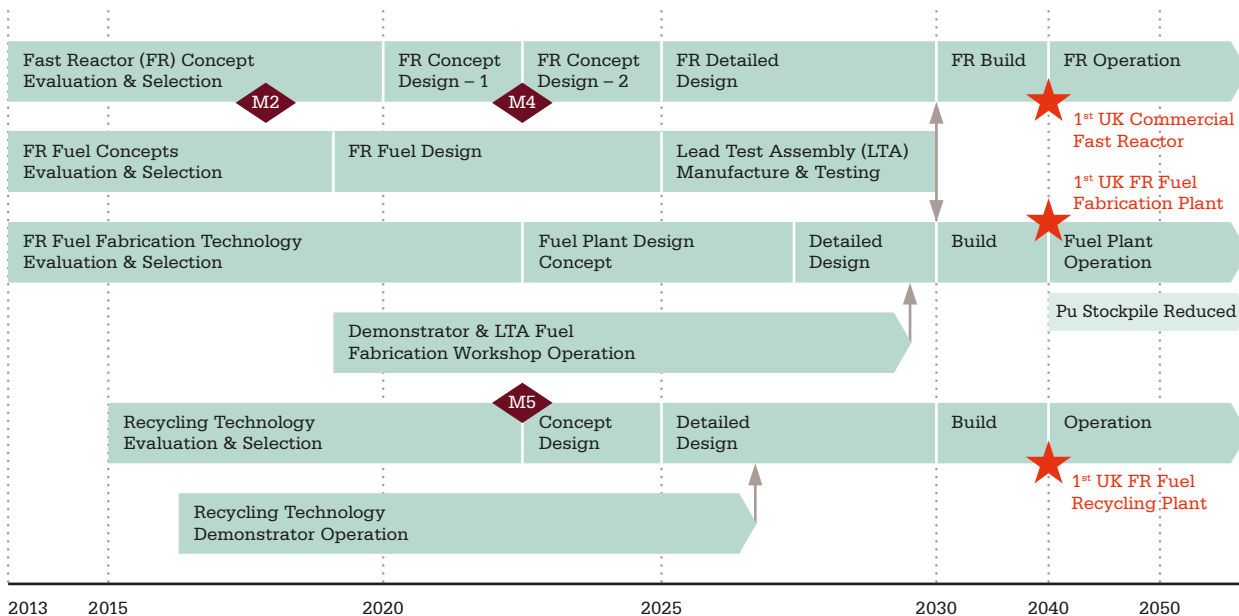 Fast Reactor (FR) Concept
Evaluation & Selection
FR Concept
Design – 1
FR Concept
Design – 2
FR Detailed
Design
FR Build
FR Operation
M2
M4
1st UK Commercial
Fast Reactor
FR Fuel Concepts
Evaluation & Selection
FR Fuel Design
Lead Test Assembly (LTA)
Manufacture & Testing
1st UK FR Fuel
Fabrication Plant
FR Fuel Fabrication Technology
Evaluation & Selection
Fuel Plant Design
Concept
Detailed
Design
Build
Fuel Plant
Operation
Pu Stockpile Reduced
Demonstrator & LTA Fuel
Fabrication Workshop Operation
M5
Recycling Technology
Evaluation & Selection
Concept
Design
Detailed
Design
Build
Operation
1st UK FR Fuel
Recycling Plant
Recycling Technology
Demonstrator Operation
2013 2015 2020 2025 2030 2040 2050